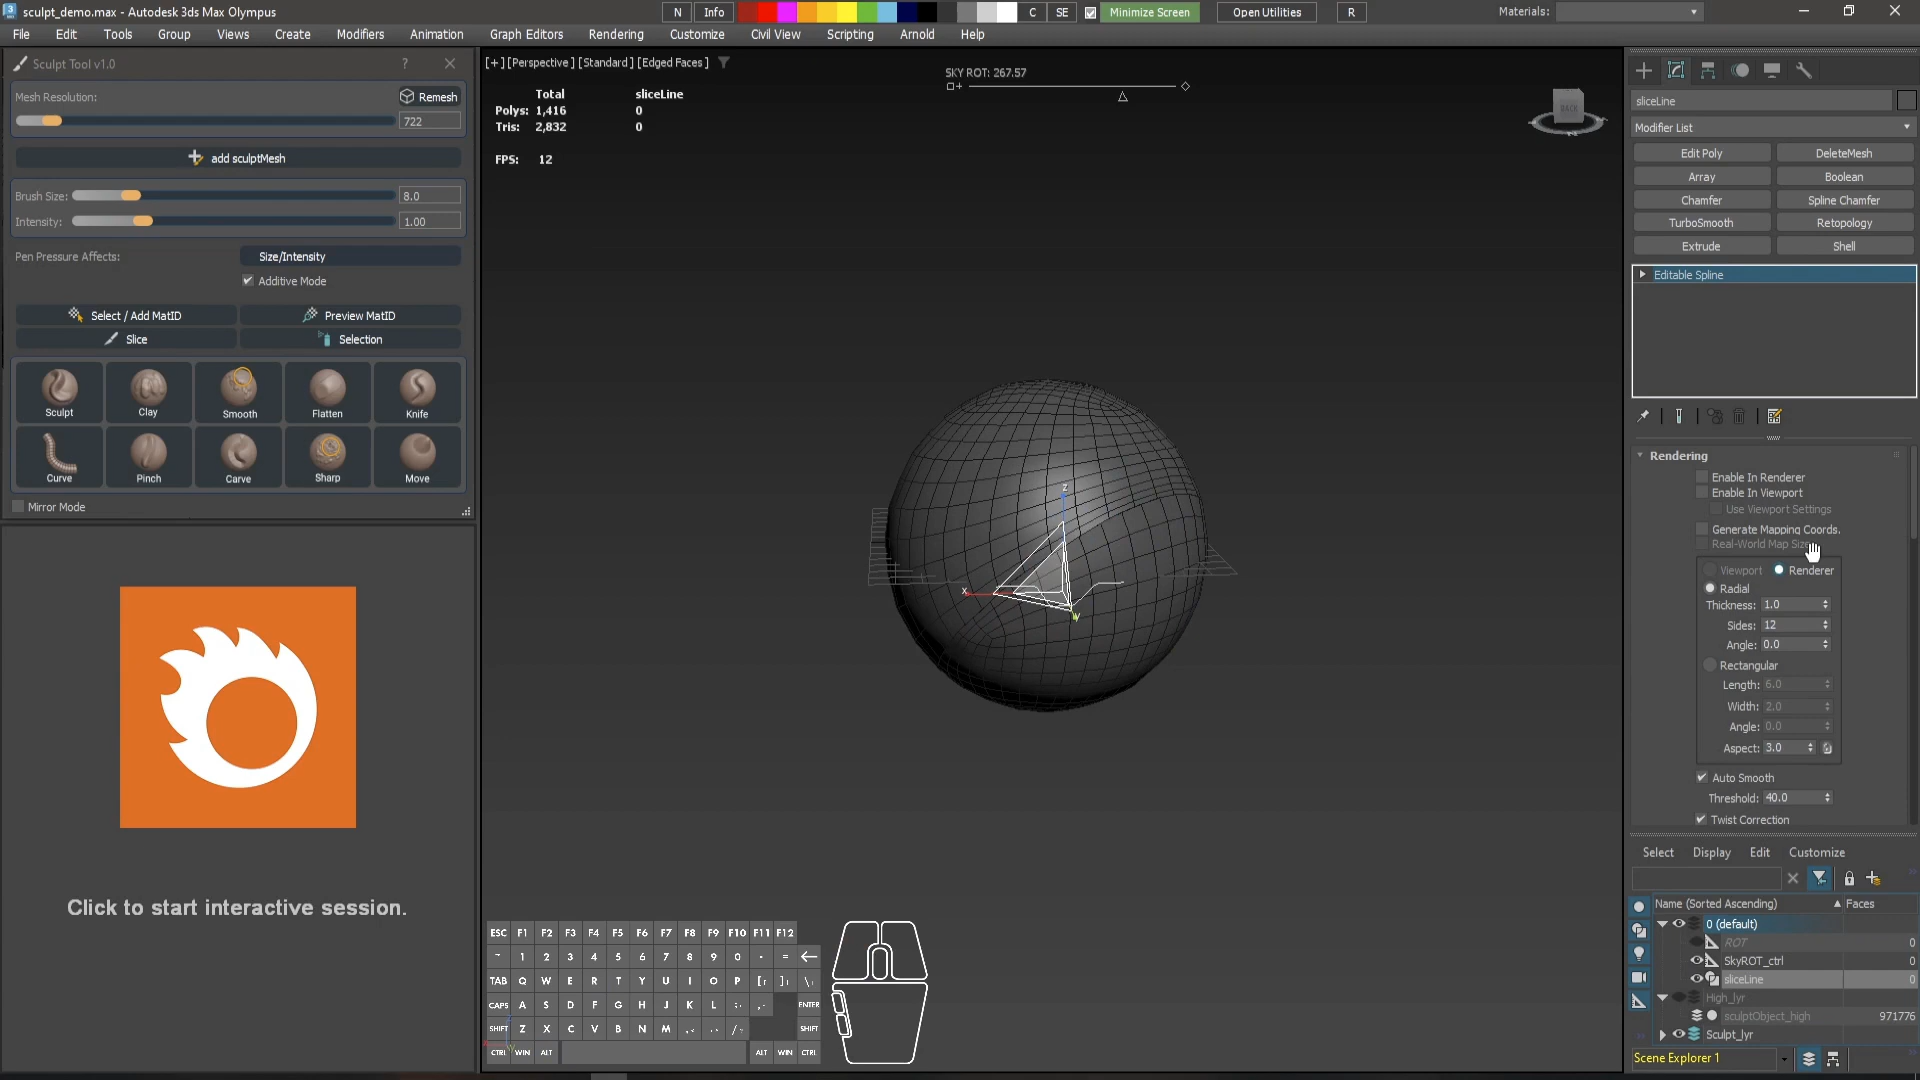 sculpt_demo.max - Autodesk 3ds Max Olympus
N Info C SE Minimize Screen Open Utilities R Materials:
File Edit Tools Group Views Create Modifiers Animation Graph Editors Rendering Customize Civil View Scripting Arnold Help
Sculpt Tool v1.0 ?
Mesh Resolution: Remesh
722
add sculptMesh
Brush Size: 8.0
Intensity: 1.00
Pen Pressure Affects: Size/Intensity
Additive Mode
Select / Add MatID Preview MatID
Slice Selection
Sculpt Clay Smooth Flatten Knife
Curve Pinch Carve Sharp Move
Mirror Mode
Click to start interactive session.
[+] [Perspective] [Standard] [Edged Faces]
SKY ROT: 267.57
Total sliceLine
Polys: 1,416 0
Tris: 2,832 0
FPS: 12
BACK
z
x
y
ESC F1 F2 F3 F4 F5 F6 F7 F8 F9 F10 F11 F12
~ 1 2 3 4 5 6 7 8 9 0 - =
TAB Q W E R T Y U I O P [ ] \
CAPS A S D F G H J K L ; , ENTER
SHIFT Z X C V B N M , . / SHIFT
CTRL WIN ALT ALT WIN CTRL
sliceLine
Modifier List
Edit Poly DeleteMesh
Array Boolean
Chamfer Spline Chamfer
TurboSmooth Retopology
Extrude Shell
Editable Spline
Rendering
Enable In Renderer
Enable In Viewport
Use Viewport Settings
Generate Mapping Coords.
Real-World Map Size
Viewport Renderer
Radial
Thickness: 1.0
Sides: 12
Angle: 0.0
Rectangular
Length: 6.0
Width: 2.0
Angle: 0.0
Aspect: 3.0
Auto Smooth
Threshold: 40.0
Twist Correction
Select Display Edit Customize
Name (Sorted Ascending) Faces
0 (default)
ROT 0
SkyROT_ctrl 0
sliceLine 0
High_lyr
sculptObject_high 971776
Sculpt_lyr
Scene Explorer 1